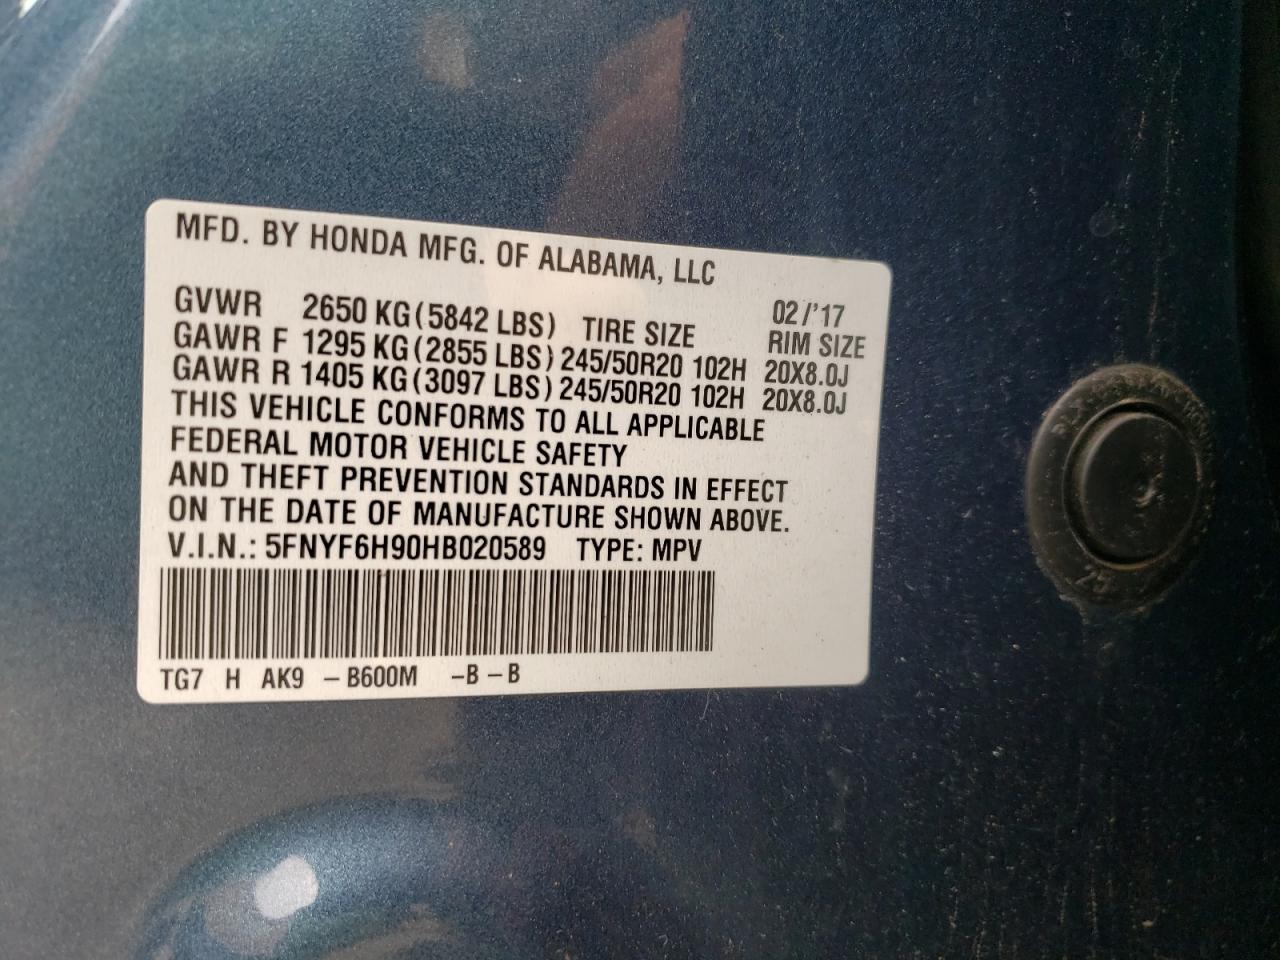 MFD. BY HONDA MFG. OF ALABAMA, LLC
GVWR 2650 KG (5842 LBS) TIRE SIZE 02/'17
RIM SIZE
GAWR F 1295 KG (2855 LBS) 245/50R20 102H 20X8.0J
GAWR R 1405 KG (3097 LBS) 245/50R20 102H 20X8.0J
THIS VEHICLE CONFORMS TO ALL APPLICABLE
FEDERAL MOTOR VEHICLE SAFETY
AND THEFT PREVENTION STANDARDS IN EFFECT
ON THE DATE OF MANUFACTURE SHOWN ABOVE.
V.I.N.: 5FNYF6H90HB020589 TYPE: MPV
TG7 H AK9 -B600M -B -B
25